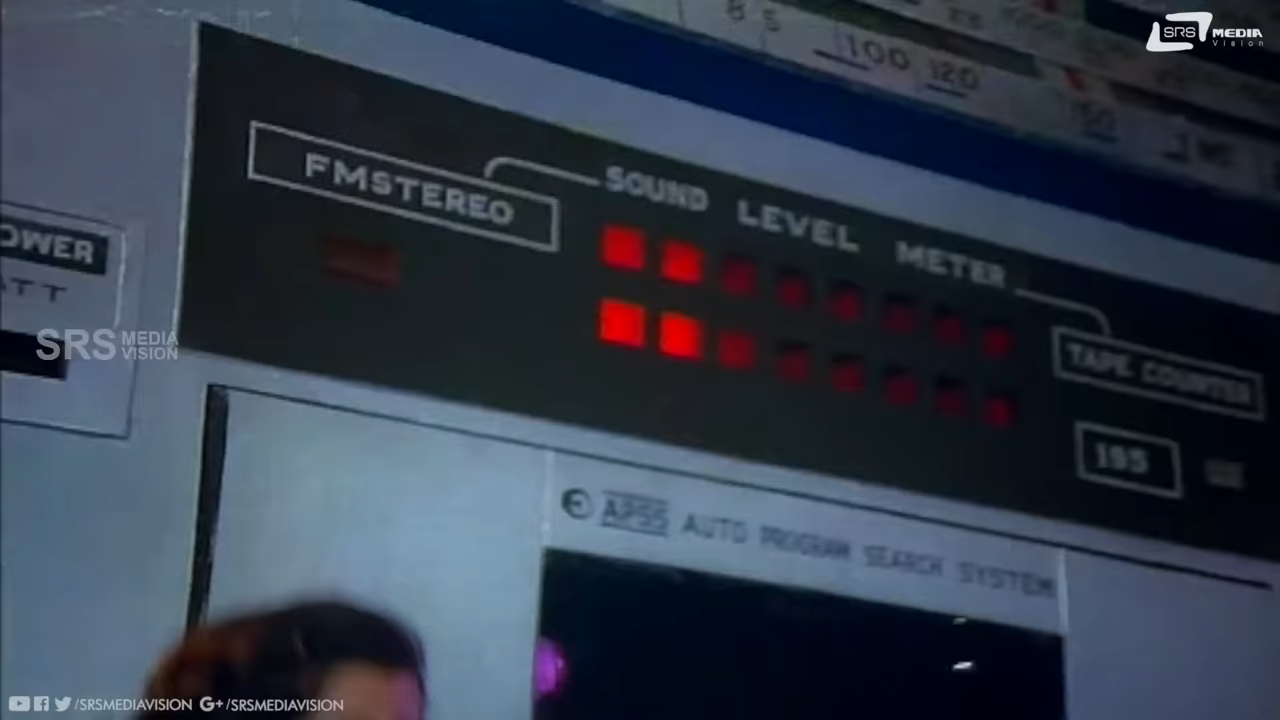 SRS MEDIA
Vision
100 120
FMSTEREO
SOUND LEVEL METER
OWER
ATT
SRS MEDIA
VISION
TAPE COUNTER
195
APSS AUTO PROGRAM SEARCH SYSTEM
/SRSMEDIAVISION G+/SRSMEDIAVISION